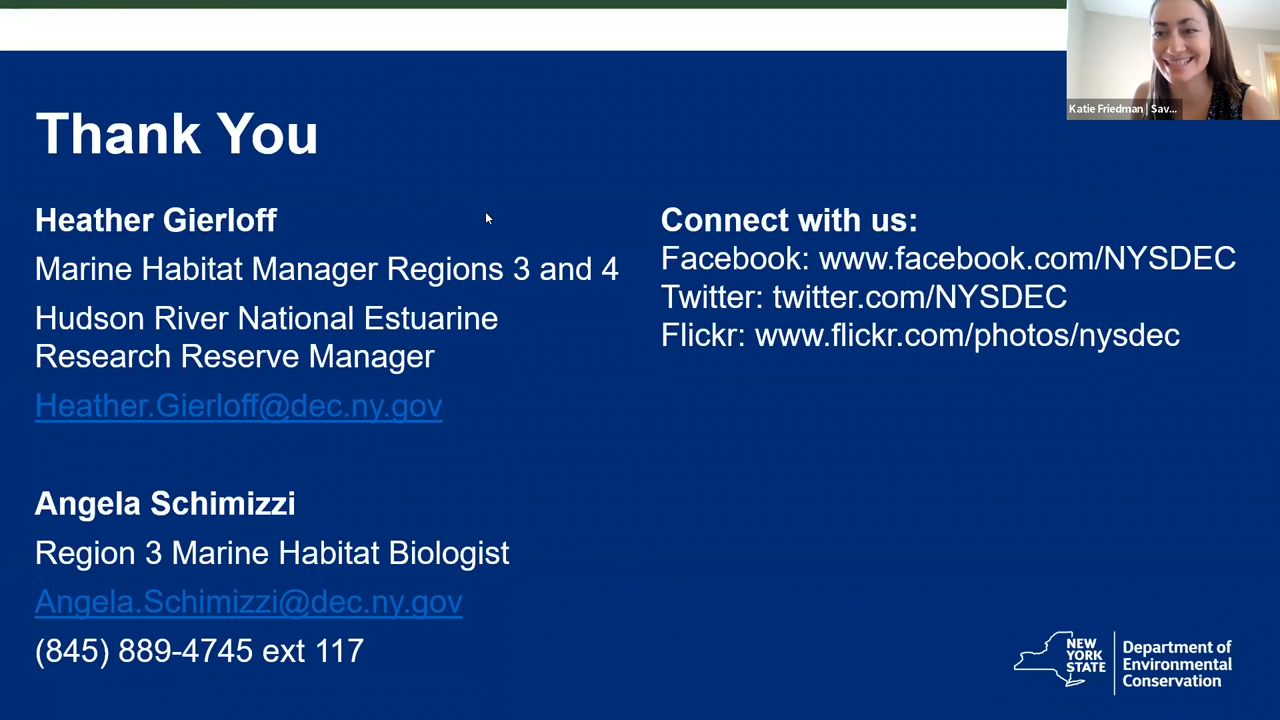 Katie Friedman | Sav...
Thank You
Heather Gierloff
Marine Habitat Manager Regions 3 and 4
Hudson River National Estuarine
Research Reserve Manager
Heather.Gierloff@dec.ny.gov
Angela Schimizzi
Region 3 Marine Habitat Biologist
Angela.Schimizzi@dec.ny.gov
(845) 889-4745 ext 117
Connect with us:
Facebook: www.facebook.com/NYSDEC
Twitter: twitter.com/NYSDEC
Flickr: www.flickr.com/photos/nysdec
NEW
YORK
STATE
Department of
Environmental
Conservation